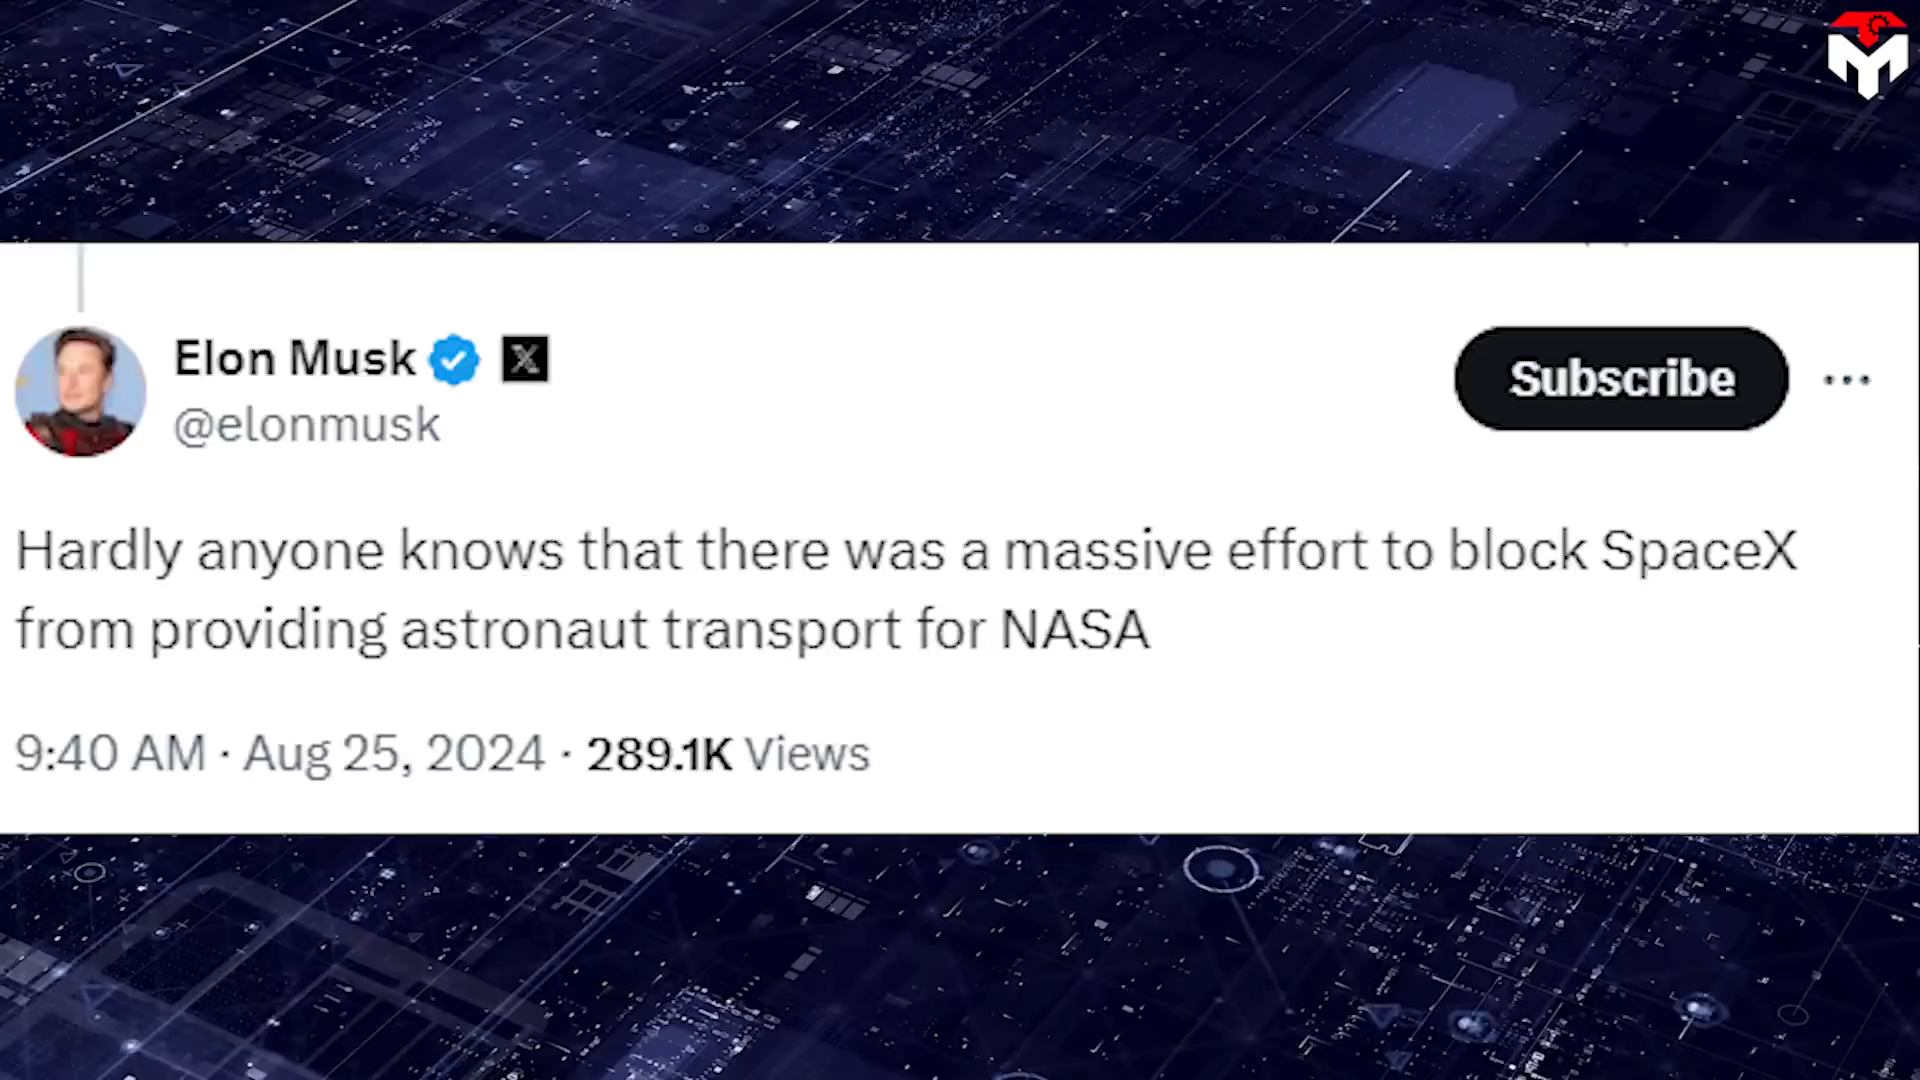 Elon Musk
@elonmusk
Subscribe
Hardly anyone knows that there was a massive effort to block SpaceX
from providing astronaut transport for NASA
9:40 AM · Aug 25, 2024 · 289.1K Views